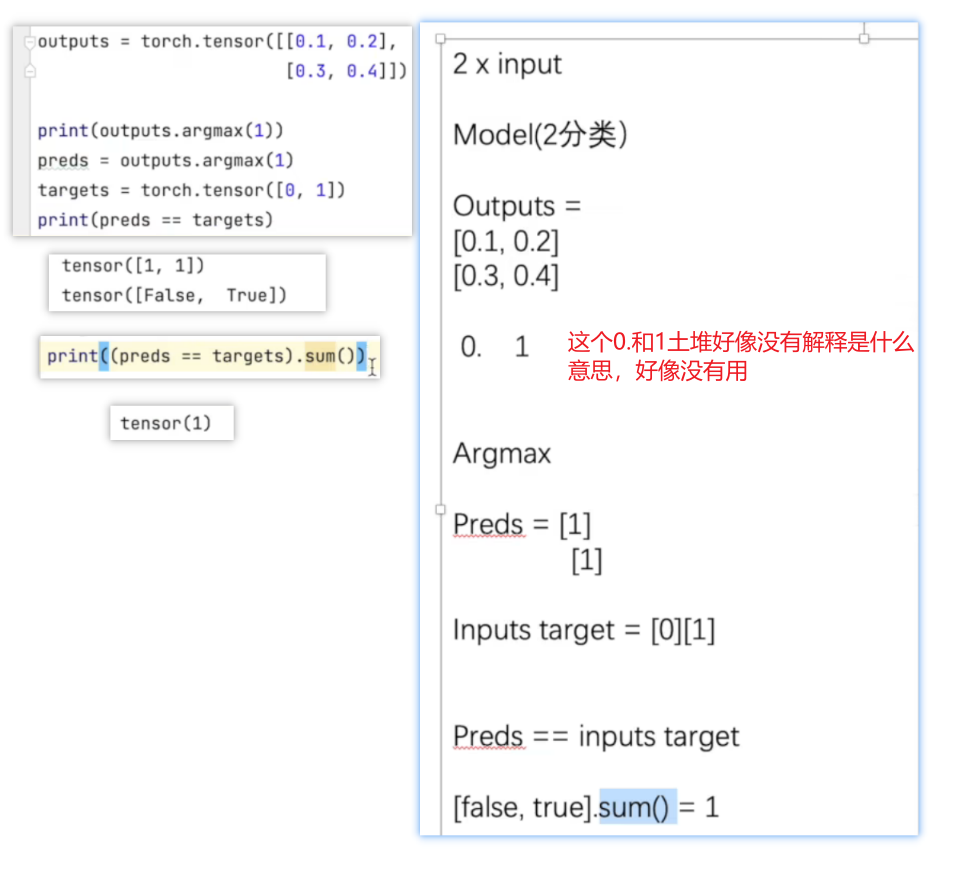 outputs = torch.tensor([[0.1, 0.2],
[0.3, 0.4]])
print(outputs.argmax(1))
preds = outputs.argmax(1)
targets = torch.tensor([0, 1])
print(preds == targets)
tensor([1, 1])
tensor([False,  True])
print((preds == targets).sum())
tensor(1)
2 x input
Model(2分类）
Outputs =
[0.1, 0.2]
[0.3, 0.4]
0. 1
这个0.和1土堆好像没有解释是什么
意思，好像没有用
Argmax
Preds = [1]
[1]
Inputs target = [0][1]
Preds == inputs target
[false, true].sum() = 1